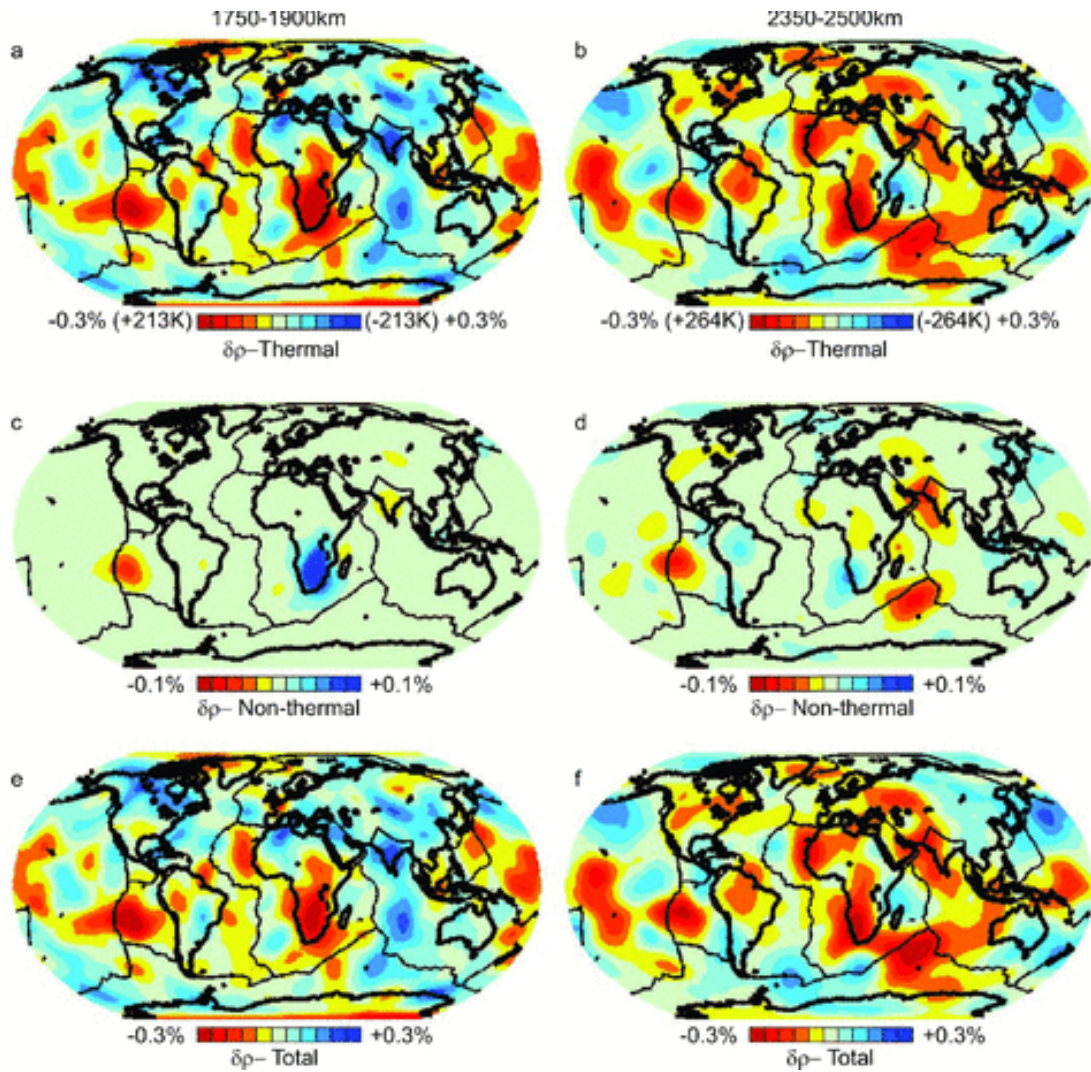 1750-1900km
2350-2500km
a
b
-0.3% (+213K) (-213K) +0.3%
δρ–Thermal
-0.3% (+264K) (-264K) +0.3%
δρ–Thermal
c
d
-0.1% +0.1%
δρ– Non-thermal
-0.1% +0.1%
δρ– Non-thermal
e
f
-0.3% +0.3%
δρ– Total
-0.3% +0.3%
δρ– Total